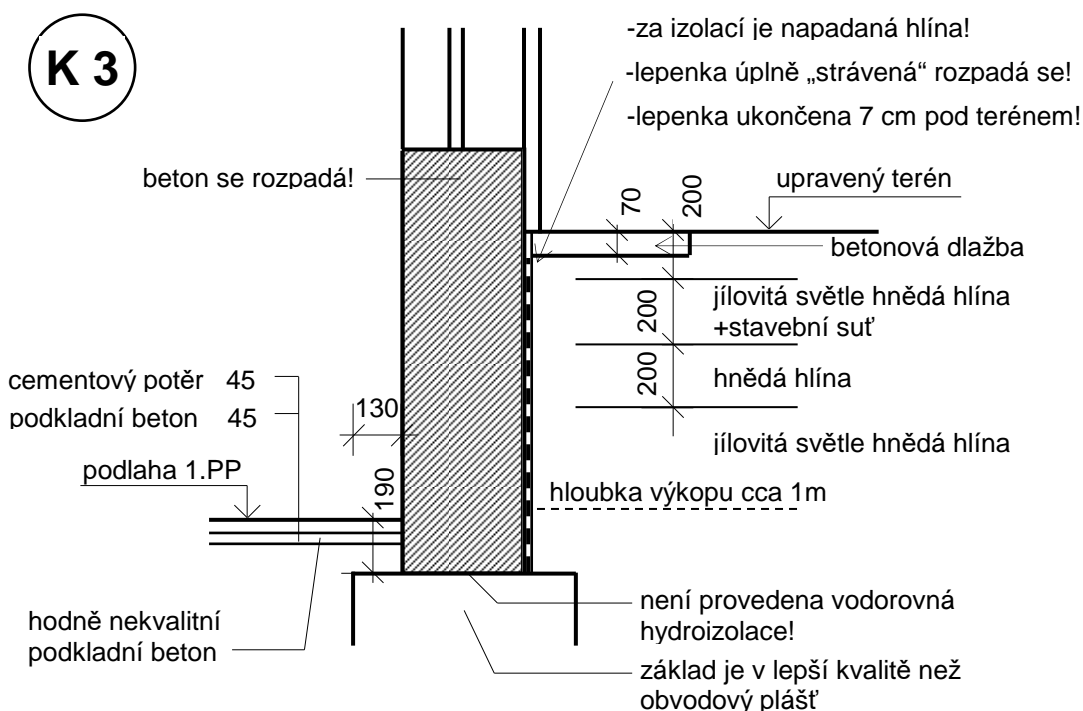 K 3
-za izolací je napadaná hlína!
-lepenka úplně „strávená“ rozpadá se!
-lepenka ukončena 7 cm pod terénem!
beton se rozpadá!
upravený terén
70
200
betonová dlažba
jílovitá světle hnědá hlína
+stavební suť
200
hnědá hlína
200
jílovitá světle hnědá hlína
cementový potěr 45
podkladní beton 45
130
podlaha 1.PP
190
hloubka výkopu cca 1m
hodně nekvalitní
podkladní beton
není provedena vodorovná
hydroizolace!
základ je v lepší kvalitě než
obvodový plášť